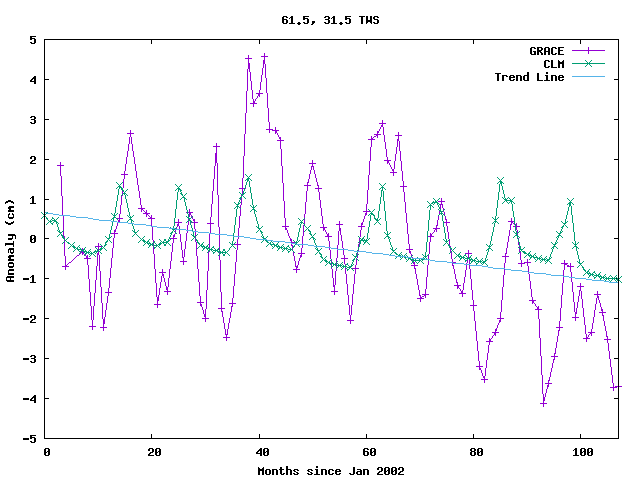 61.5, 31.5 TWS
GRACE
CLM
Trend Line
5
4
3
2
1
0
-1
-2
-3
-4
-5
Anomaly (cm)
0 20 40 60 80 100
Months since Jan 2002